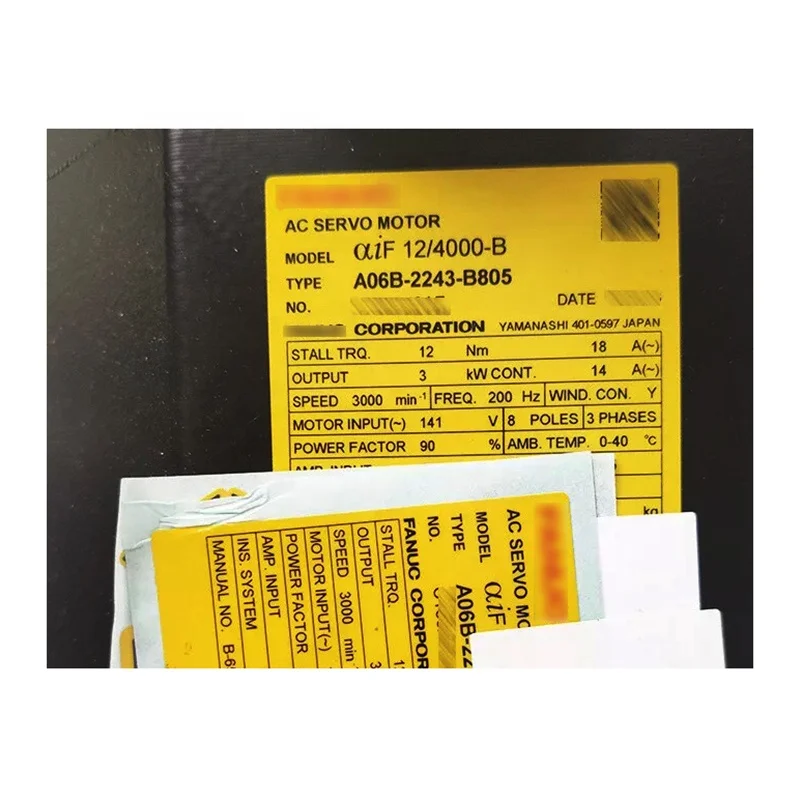 AC SERVO MOTOR
MODEL αiF 12/4000-B
TYPE A06B-2243-B805
NO.
DATE
CORPORATION YAMANASHI 401-0597 JAPAN
STALL TRQ. 12 Nm 18 A(~)
OUTPUT 3 kW CONT. 14 A(~)
SPEED 3000 min⁻¹ FREQ. 200 Hz WIND. CON. Y
MOTOR INPUT(~) 141 V 8 POLES 3 PHASES
POWER FACTOR 90 % AMB. TEMP. 0-40 °C
AMP. INPUT
kg
AC SERVO MO
MODEL αiF
TYPE A06B-22
NO.
FANUC CORPOR
STALL TRQ.
OUTPUT 3
SPEED 3000 min
MOTOR INPUT(~)
POWER FACTOR
AMP. INPUT
INS. SYSTEM
MANUAL NO. B-6